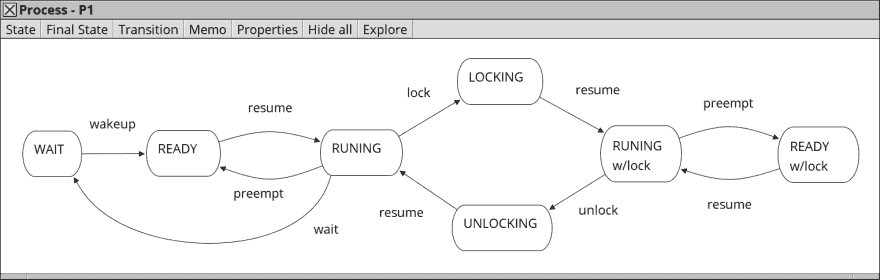 Process - P1
State Final State Transition Memo Properties Hide all Explore
LOCKING
lock
resume
resume
preempt
wakeup
WAIT
READY
RUNING
RUNING
w/lock
READY
w/lock
preempt
resume
unlock
resume
wait
UNLOCKING